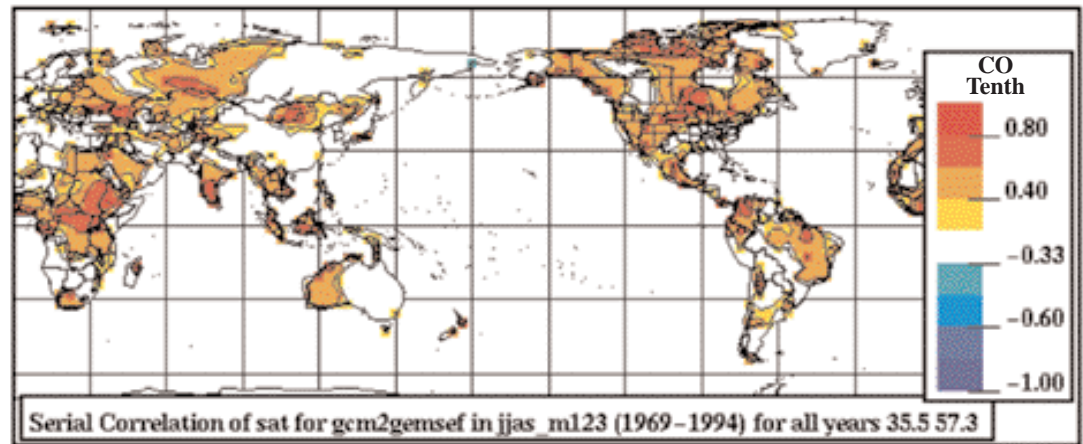 CO
Tenth
0.80
0.40
−0.33
−0.60
−1.00
Serial Correlation of sat for gcm2gemsef in jjas_m123 (1969–1994) for all years 35.5 57.3